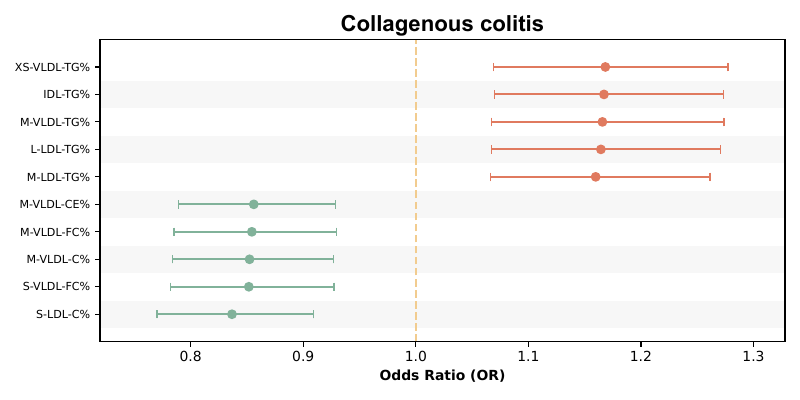 Collagenous colitis
XS-VLDL-TG%
IDL-TG%
M-VLDL-TG%
L-LDL-TG%
M-LDL-TG%
M-VLDL-CE%
M-VLDL-FC%
M-VLDL-C%
S-VLDL-FC%
S-LDL-C%
0.8 0.9 1.0 1.1 1.2 1.3
Odds Ratio (OR)